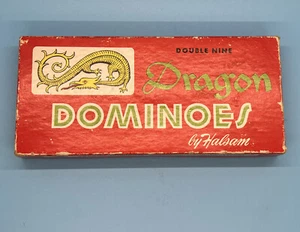 DOUBLE NINE
Dragon
DOMINOES
by Halsam